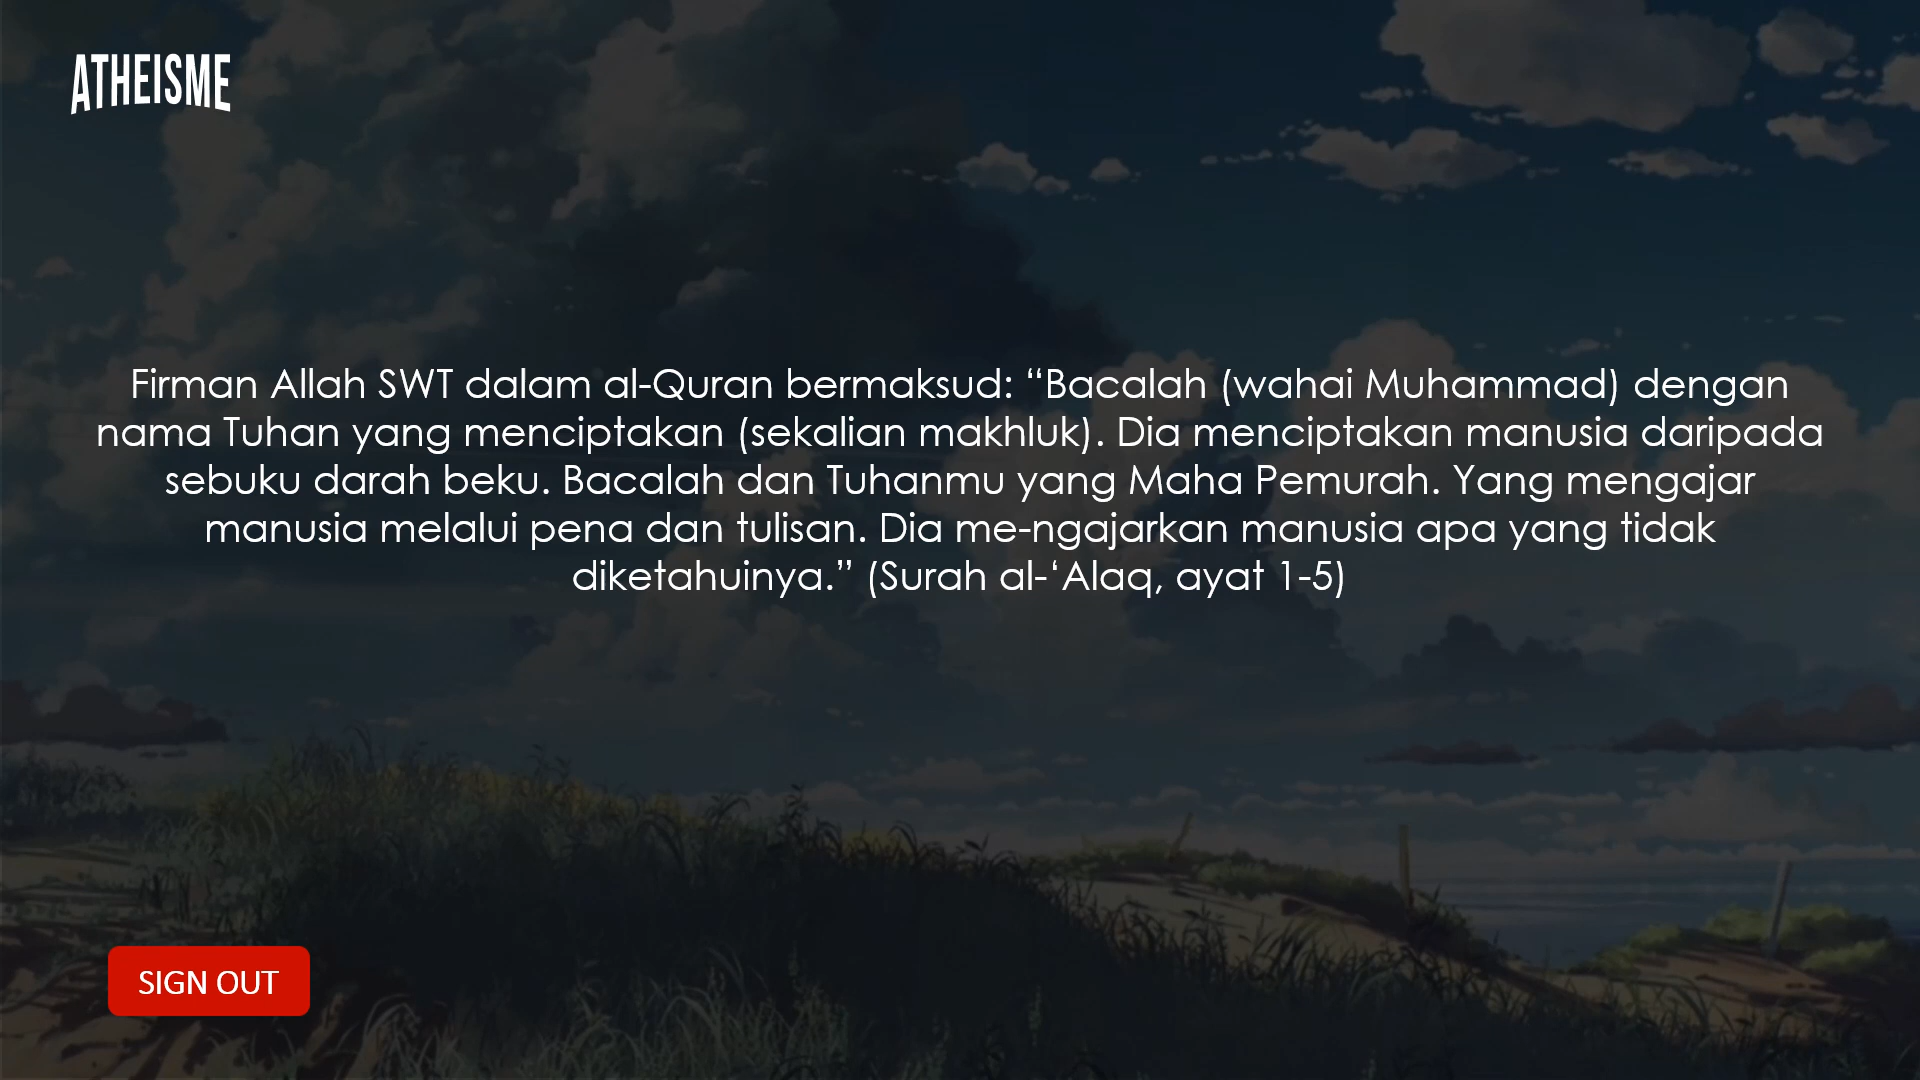 ATHEISME
Firman Allah SWT dalam al-Quran bermaksud: “Bacalah (wahai Muhammad) dengan
nama Tuhan yang menciptakan (sekalian makhluk). Dia menciptakan manusia daripada
sebuku darah beku. Bacalah dan Tuhanmu yang Maha Pemurah. Yang mengajar
manusia melalui pena dan tulisan. Dia me-ngajarkan manusia apa yang tidak
diketahuinya.” (Surah al-‘Alaq, ayat 1-5)
SIGN OUT